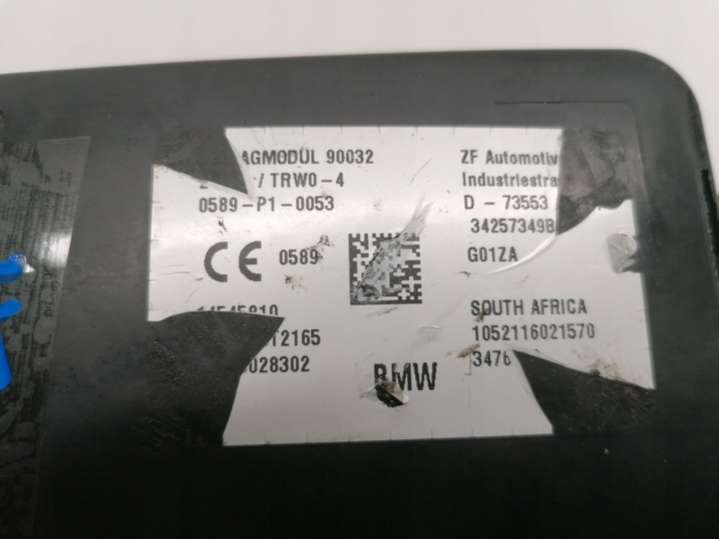 AGMODUL 90032
/ TRW0-4
0589-P1-0053
CE 0589
12165
028302
ZF Automotiv
Industriestra
D - 73553
34257349B
G01ZA
SOUTH AFRICA
1052116021570
3476
BMW